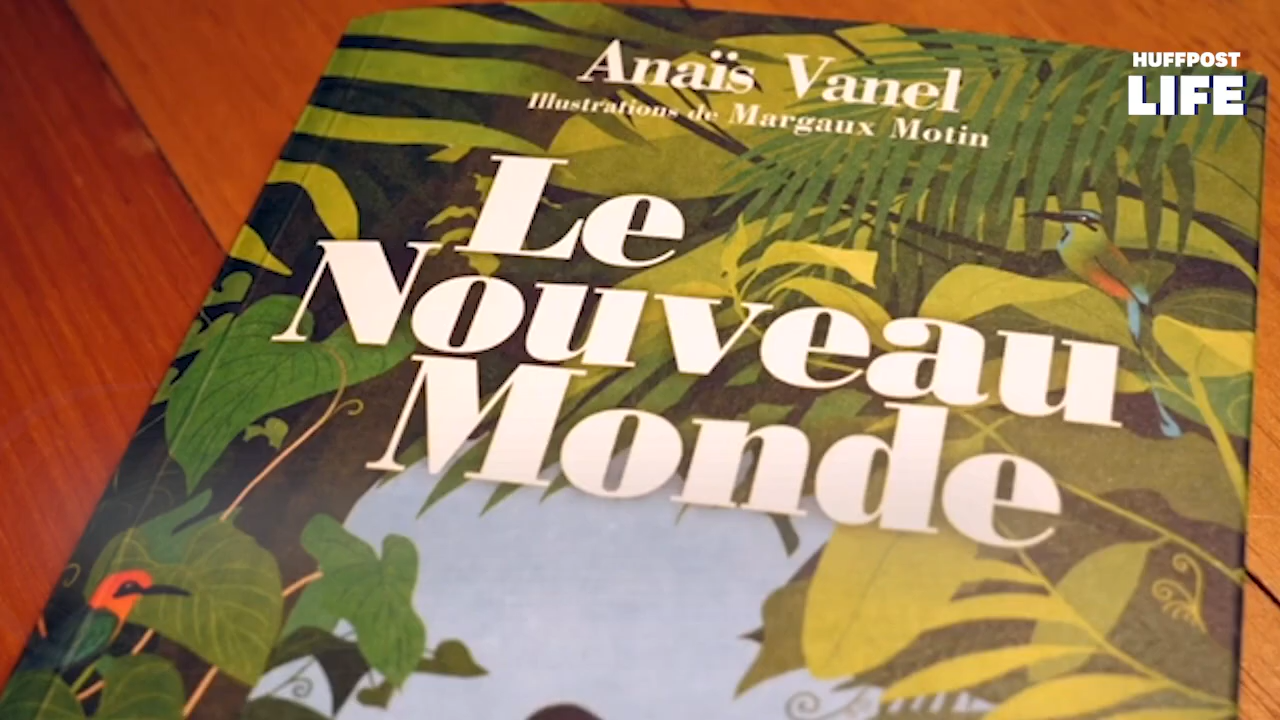 Anaïs Vanel
Illustrations de Margaux Motin
Le
Nouveau
Monde
HUFFPOST
LIFE